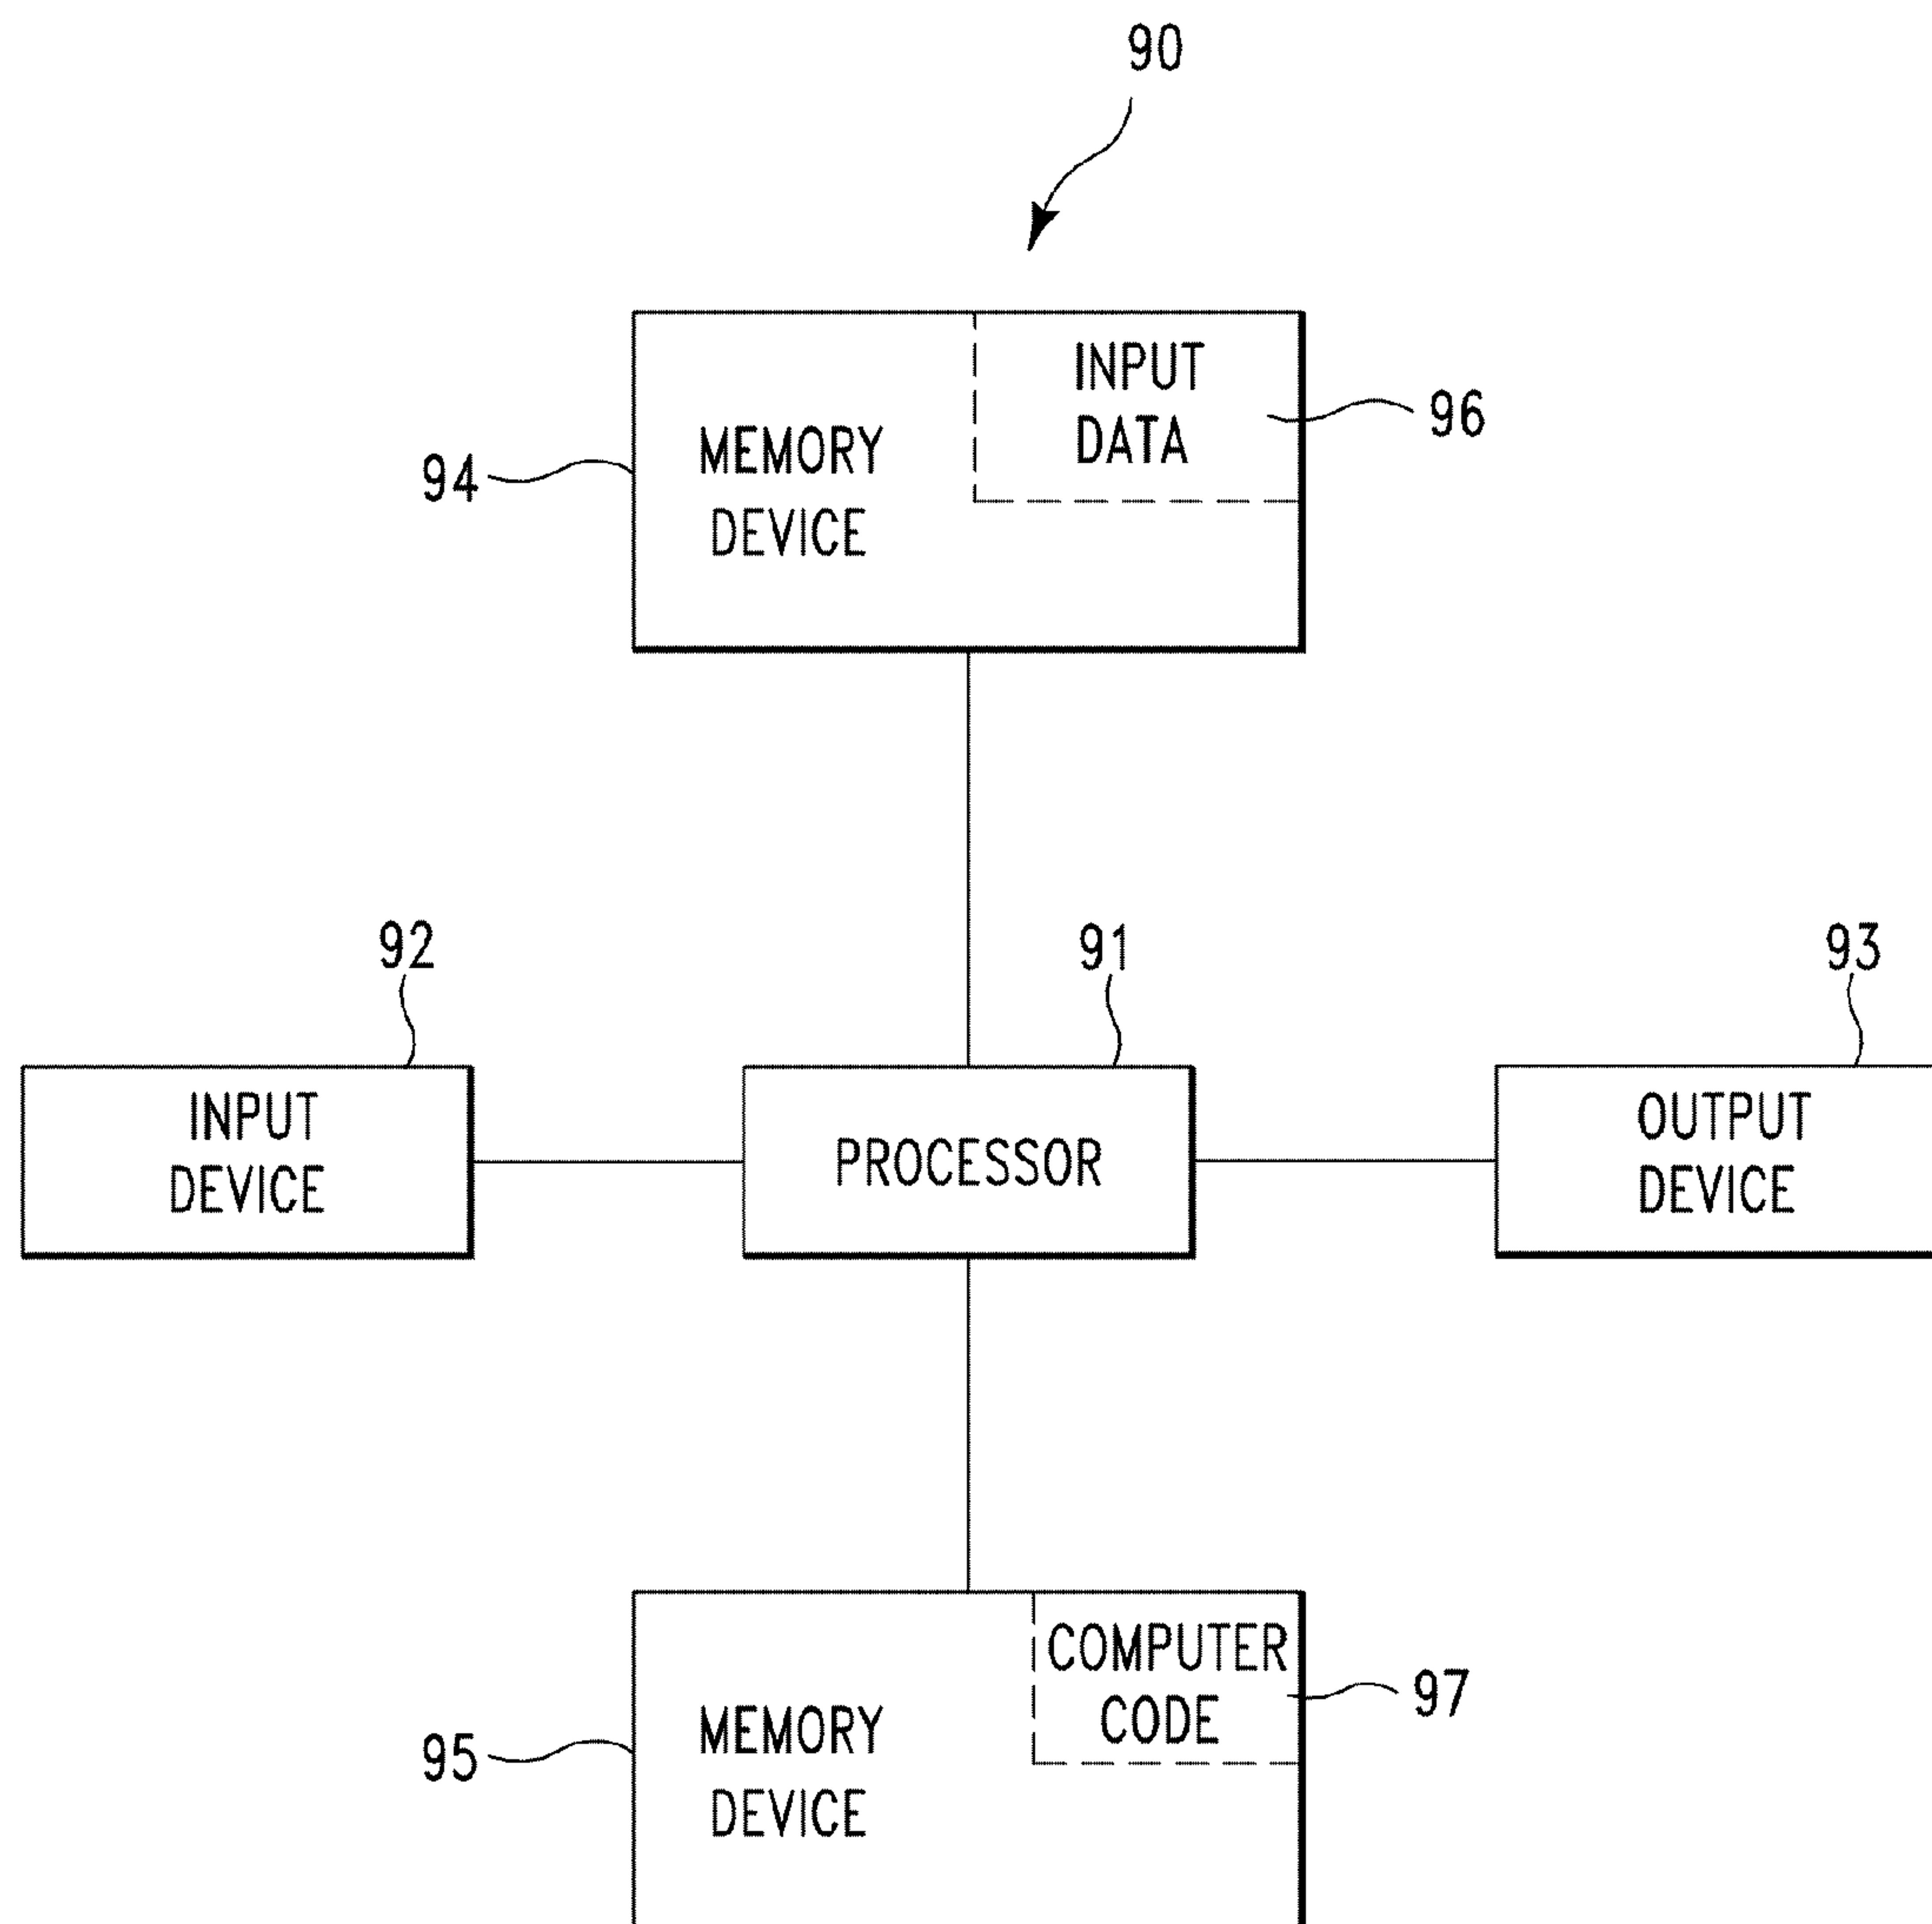 90
INPUT
DATA
96
MEMORY
DEVICE
94
92
91
93
INPUT
DEVICE
PROCESSOR
OUTPUT
DEVICE
COMPUTER
CODE
97
MEMORY
DEVICE
95